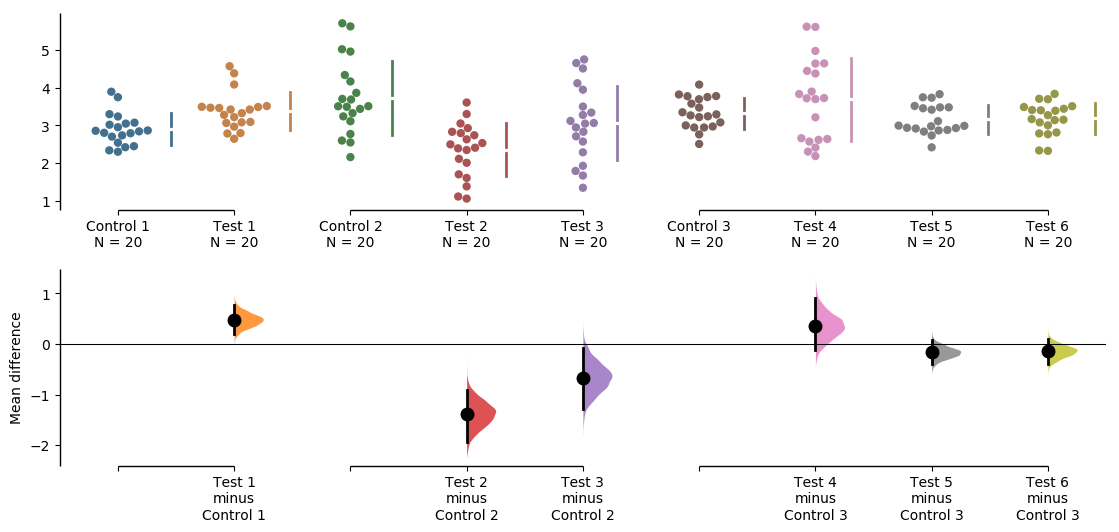 5
4
3
2
1
Control 1
N = 20
Test 1
N = 20
Control 2
N = 20
Test 2
N = 20
Test 3
N = 20
Control 3
N = 20
Test 4
N = 20
Test 5
N = 20
Test 6
N = 20
Mean difference
1
0
−1
−2
Test 1
minus
Control 1
Test 2
minus
Control 2
Test 3
minus
Control 2
Test 4
minus
Control 3
Test 5
minus
Control 3
Test 6
minus
Control 3